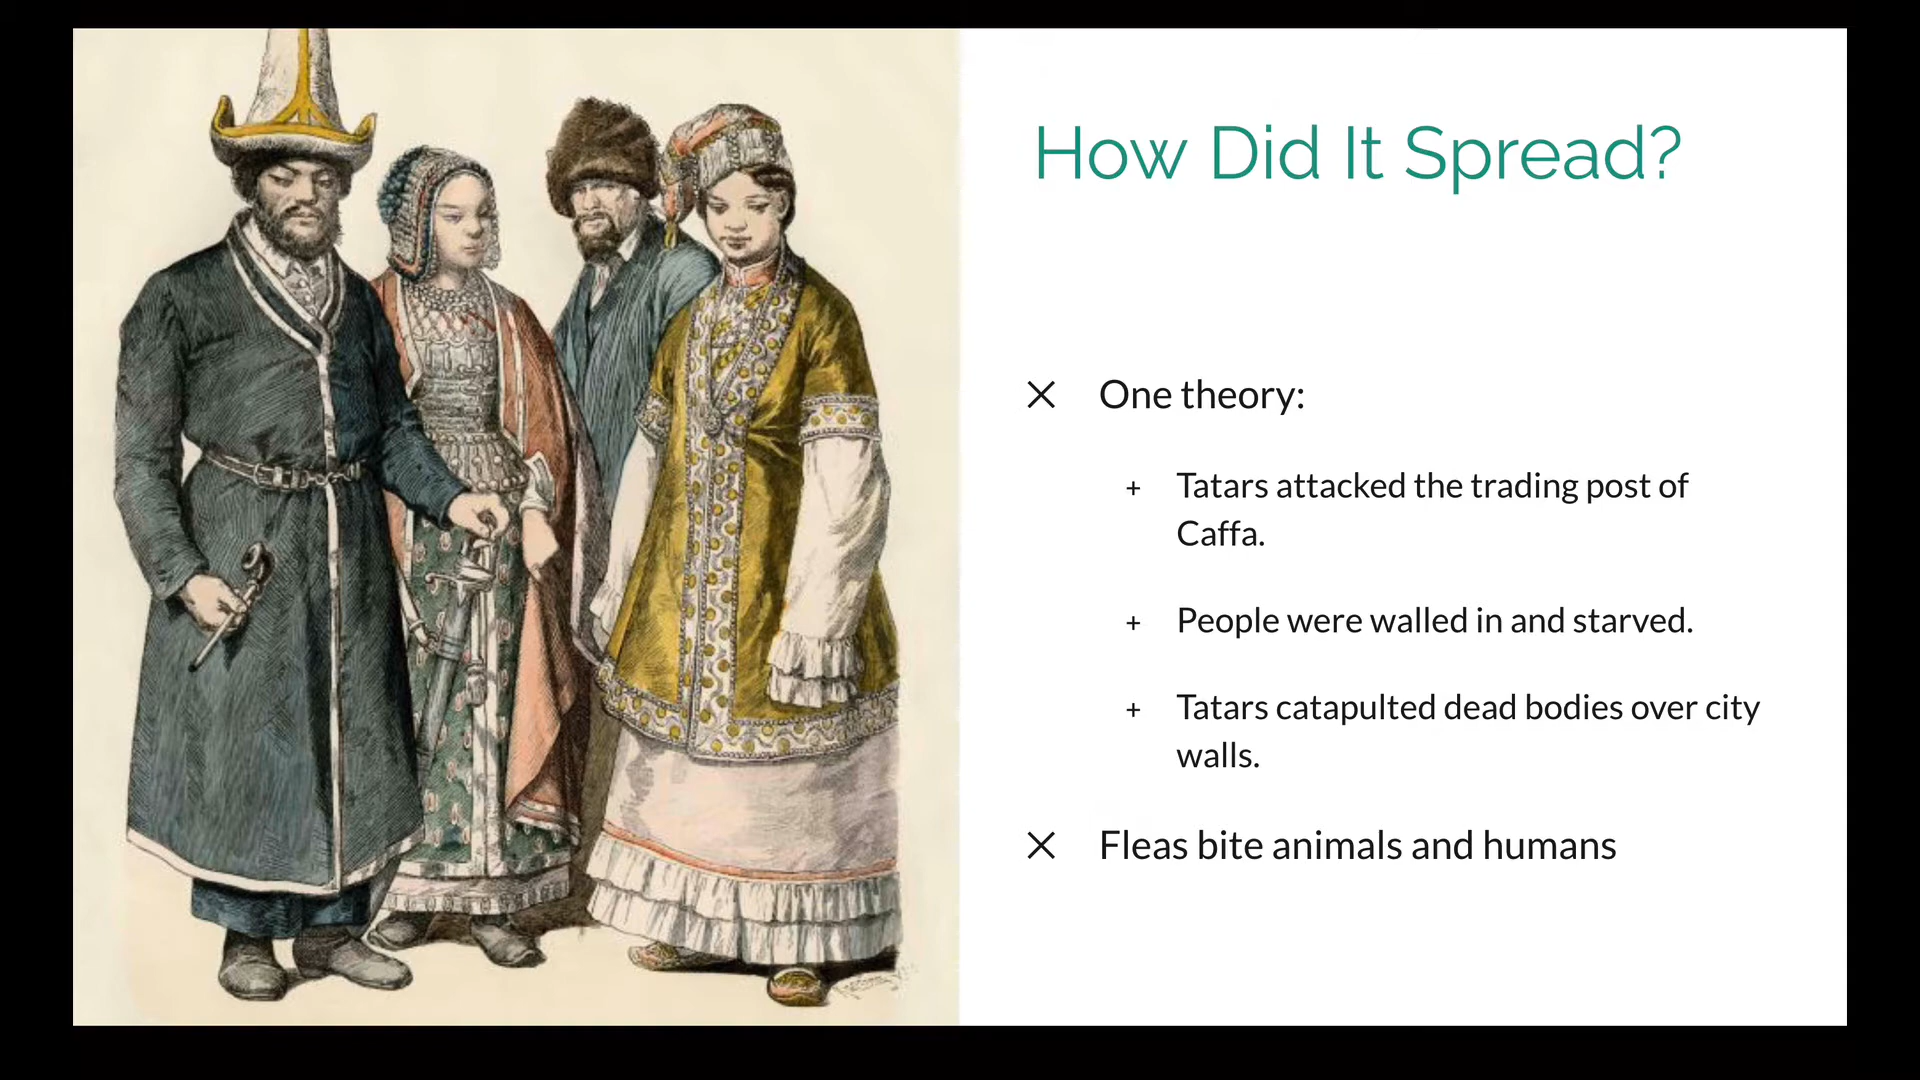 How Did It Spread?
× One theory:
+ Tatars attacked the trading post of
Caffa.
+ People were walled in and starved.
+ Tatars catapulted dead bodies over city
walls.
× Fleas bite animals and humans